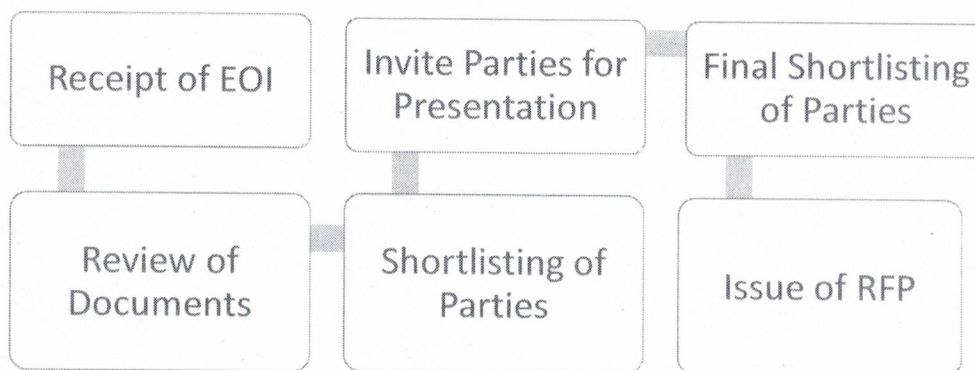 Receipt of EOI
Review of
Documents
Shortlisting of
Parties
Invite Parties for
Presentation
Final Shortlisting
of Parties
Issue of RFP